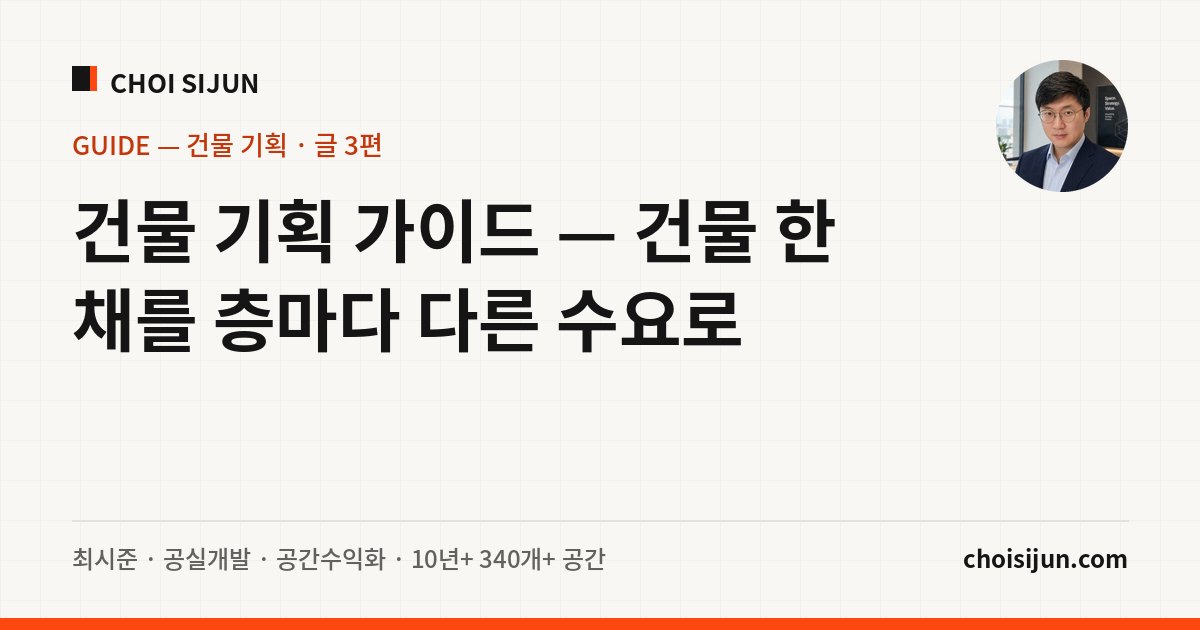 CHOI SIJUN
GUIDE — 건물 기획 · 글 3편
건물 기획 가이드 — 건물 한
채를 층마다 다른 수요로
최시준 · 공실개발 · 공간수익화 · 10년+ 340개+ 공간
choisijun.com